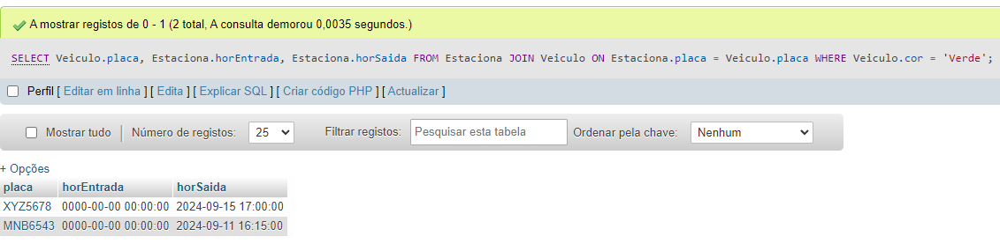 A mostrar registos de 0 - 1 (2 total, A consulta demorou 0,0035 segundos.)
SELECT Veiculo.placa, Estaciona.horEntrada, Estaciona.horSaida FROM Estaciona JOIN Veiculo ON Estaciona.placa = Veiculo.placa WHERE Veiculo.cor = 'Verde';
Perfil [ Editar em linha ] [ Edita ] [ Explicar SQL ] [ Criar código PHP ] [ Actualizar ]
Mostrar tudo Número de registos: 25 Filtrar registos: Pesquisar esta tabela Ordenar pela chave: Nenhum
+ Opções
placa horEntrada horSaida
XYZ5678 0000-00-00 00:00:00 2024-09-15 17:00:00
MNB6543 0000-00-00 00:00:00 2024-09-11 16:15:00